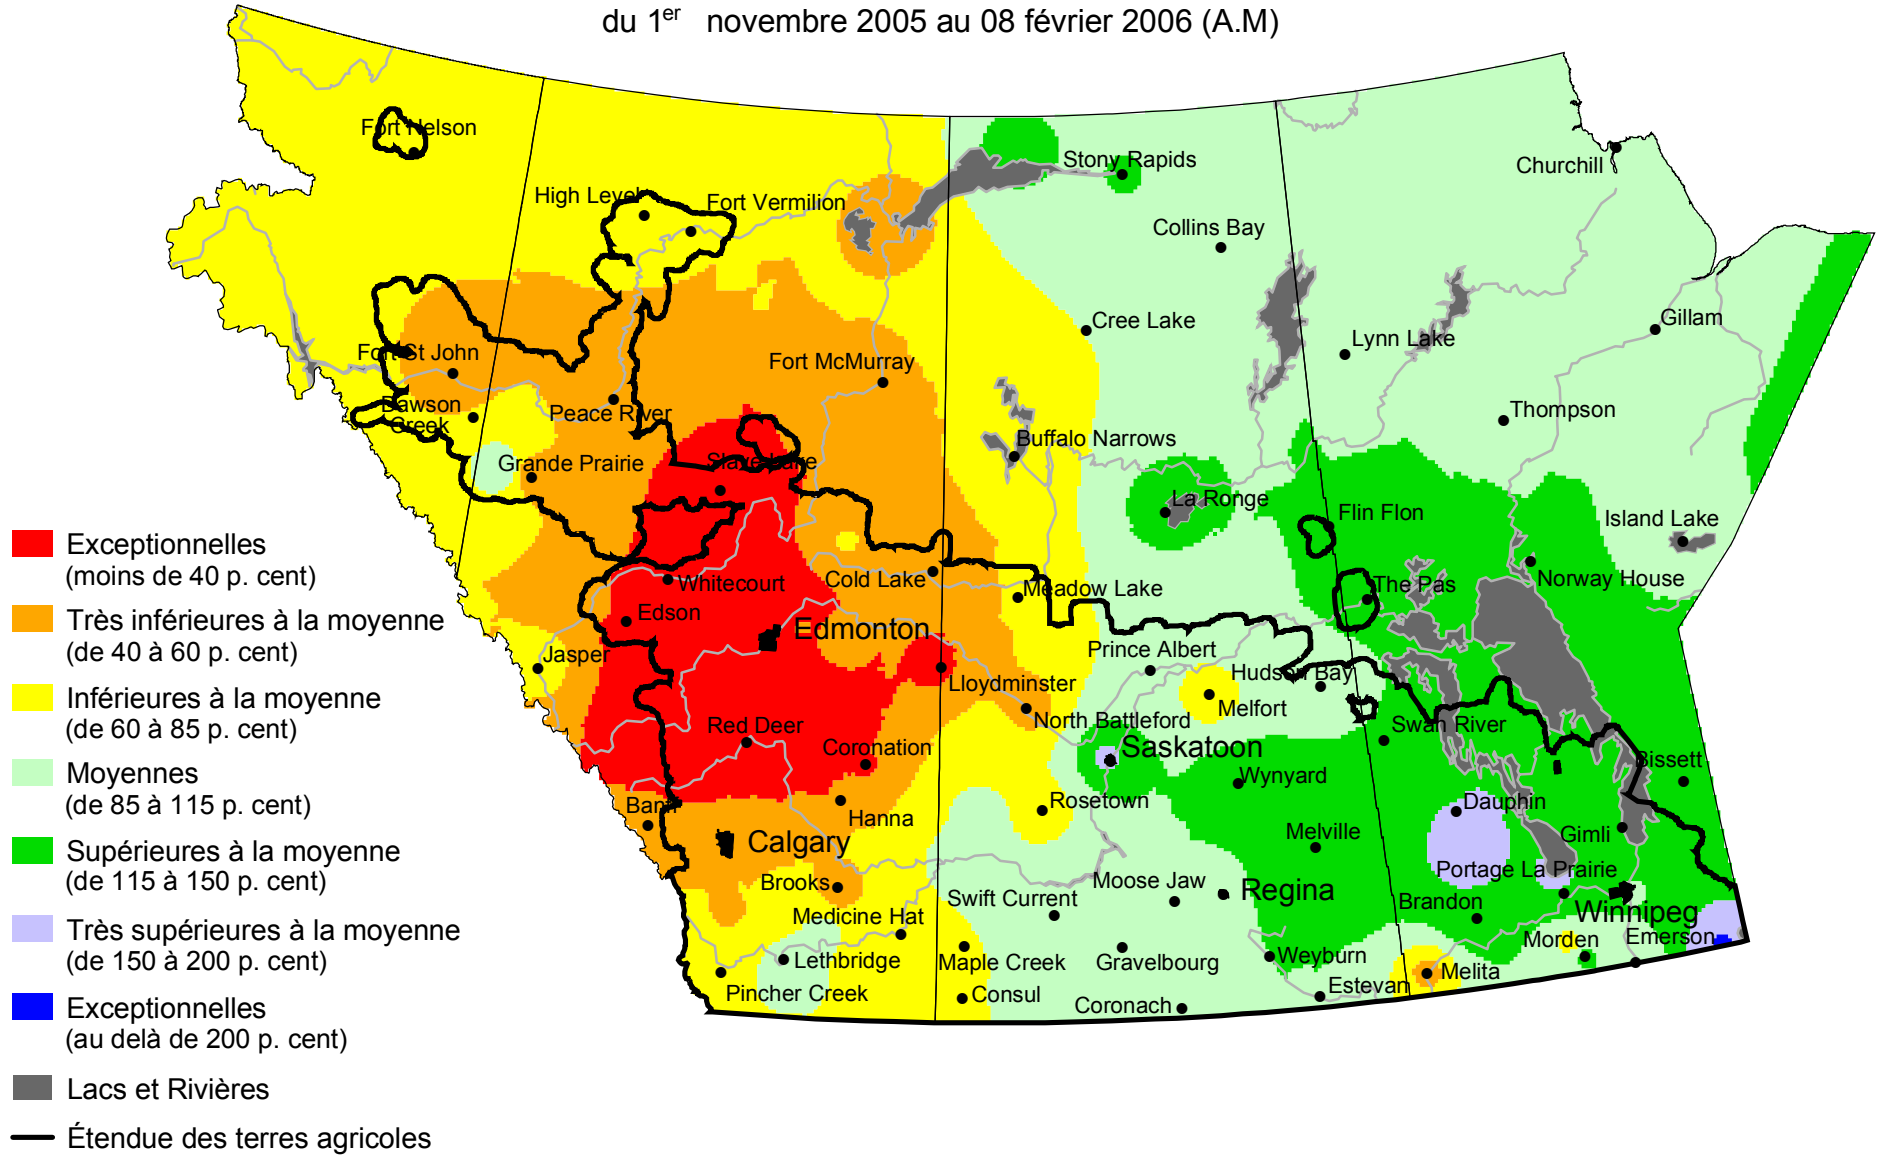 du 1er novembre 2005 au 08 février 2006 (A.M)
Fort Nelson
Stony Rapids
Churchill
High Level
Fort Vermilion
Collins Bay
Cree Lake
Gillam
Lynn Lake
Fort St John
Fort McMurray
Dawson
Creek
Peace River
Thompson
Buffalo Narrows
Grande Prairie
Slave Lake
La Ronge
Flin Flon
Island Lake
Exceptionnelles
(moins de 40 p. cent)
Whitecourt
Cold Lake
Meadow Lake
The Pas
Norway House
Edson
Très inférieures à la moyenne
(de 40 à 60 p. cent)
Edmonton
Jasper
Prince Albert
Hudson Bay
Lloydminster
Inférieures à la moyenne
(de 60 à 85 p. cent)
Melfort
North Battleford
Red Deer
Swan River
Coronation
Saskatoon
Bissett
Moyennes
(de 85 à 115 p. cent)
Wynyard
Banff
Rosetown
Dauphin
Hanna
Gimli
Calgary
Melville
Supérieures à la moyenne
(de 115 à 150 p. cent)
Portage La Prairie
Brooks
Moose Jaw
Regina
Swift Current
Brandon
Medicine Hat
Winnipeg
Très supérieures à la moyenne
(de 150 à 200 p. cent)
Morden
Emerson
Lethbridge
Maple Creek
Gravelbourg
Weyburn
Melita
Pincher Creek
Consul
Coronach
Estevan
Exceptionnelles
(au delà de 200 p. cent)
Lacs et Rivières
Étendue des terres agricoles